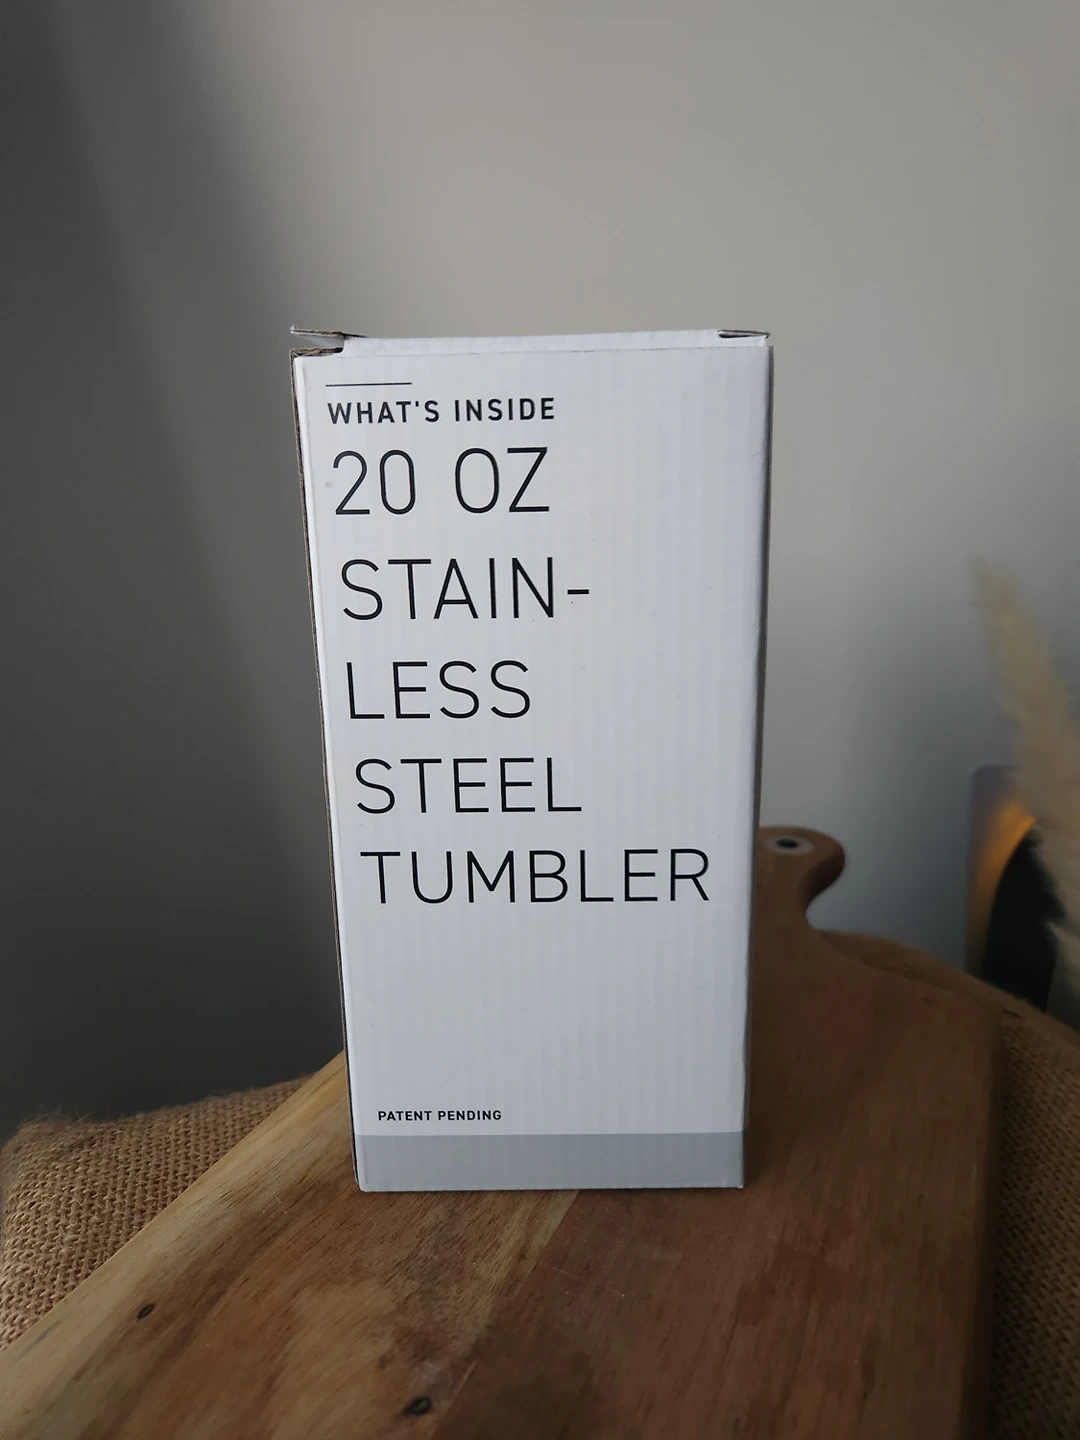 WHAT'S INSIDE
20 OZ
STAIN-
LESS
STEEL
TUMBLER
PATENT PENDING